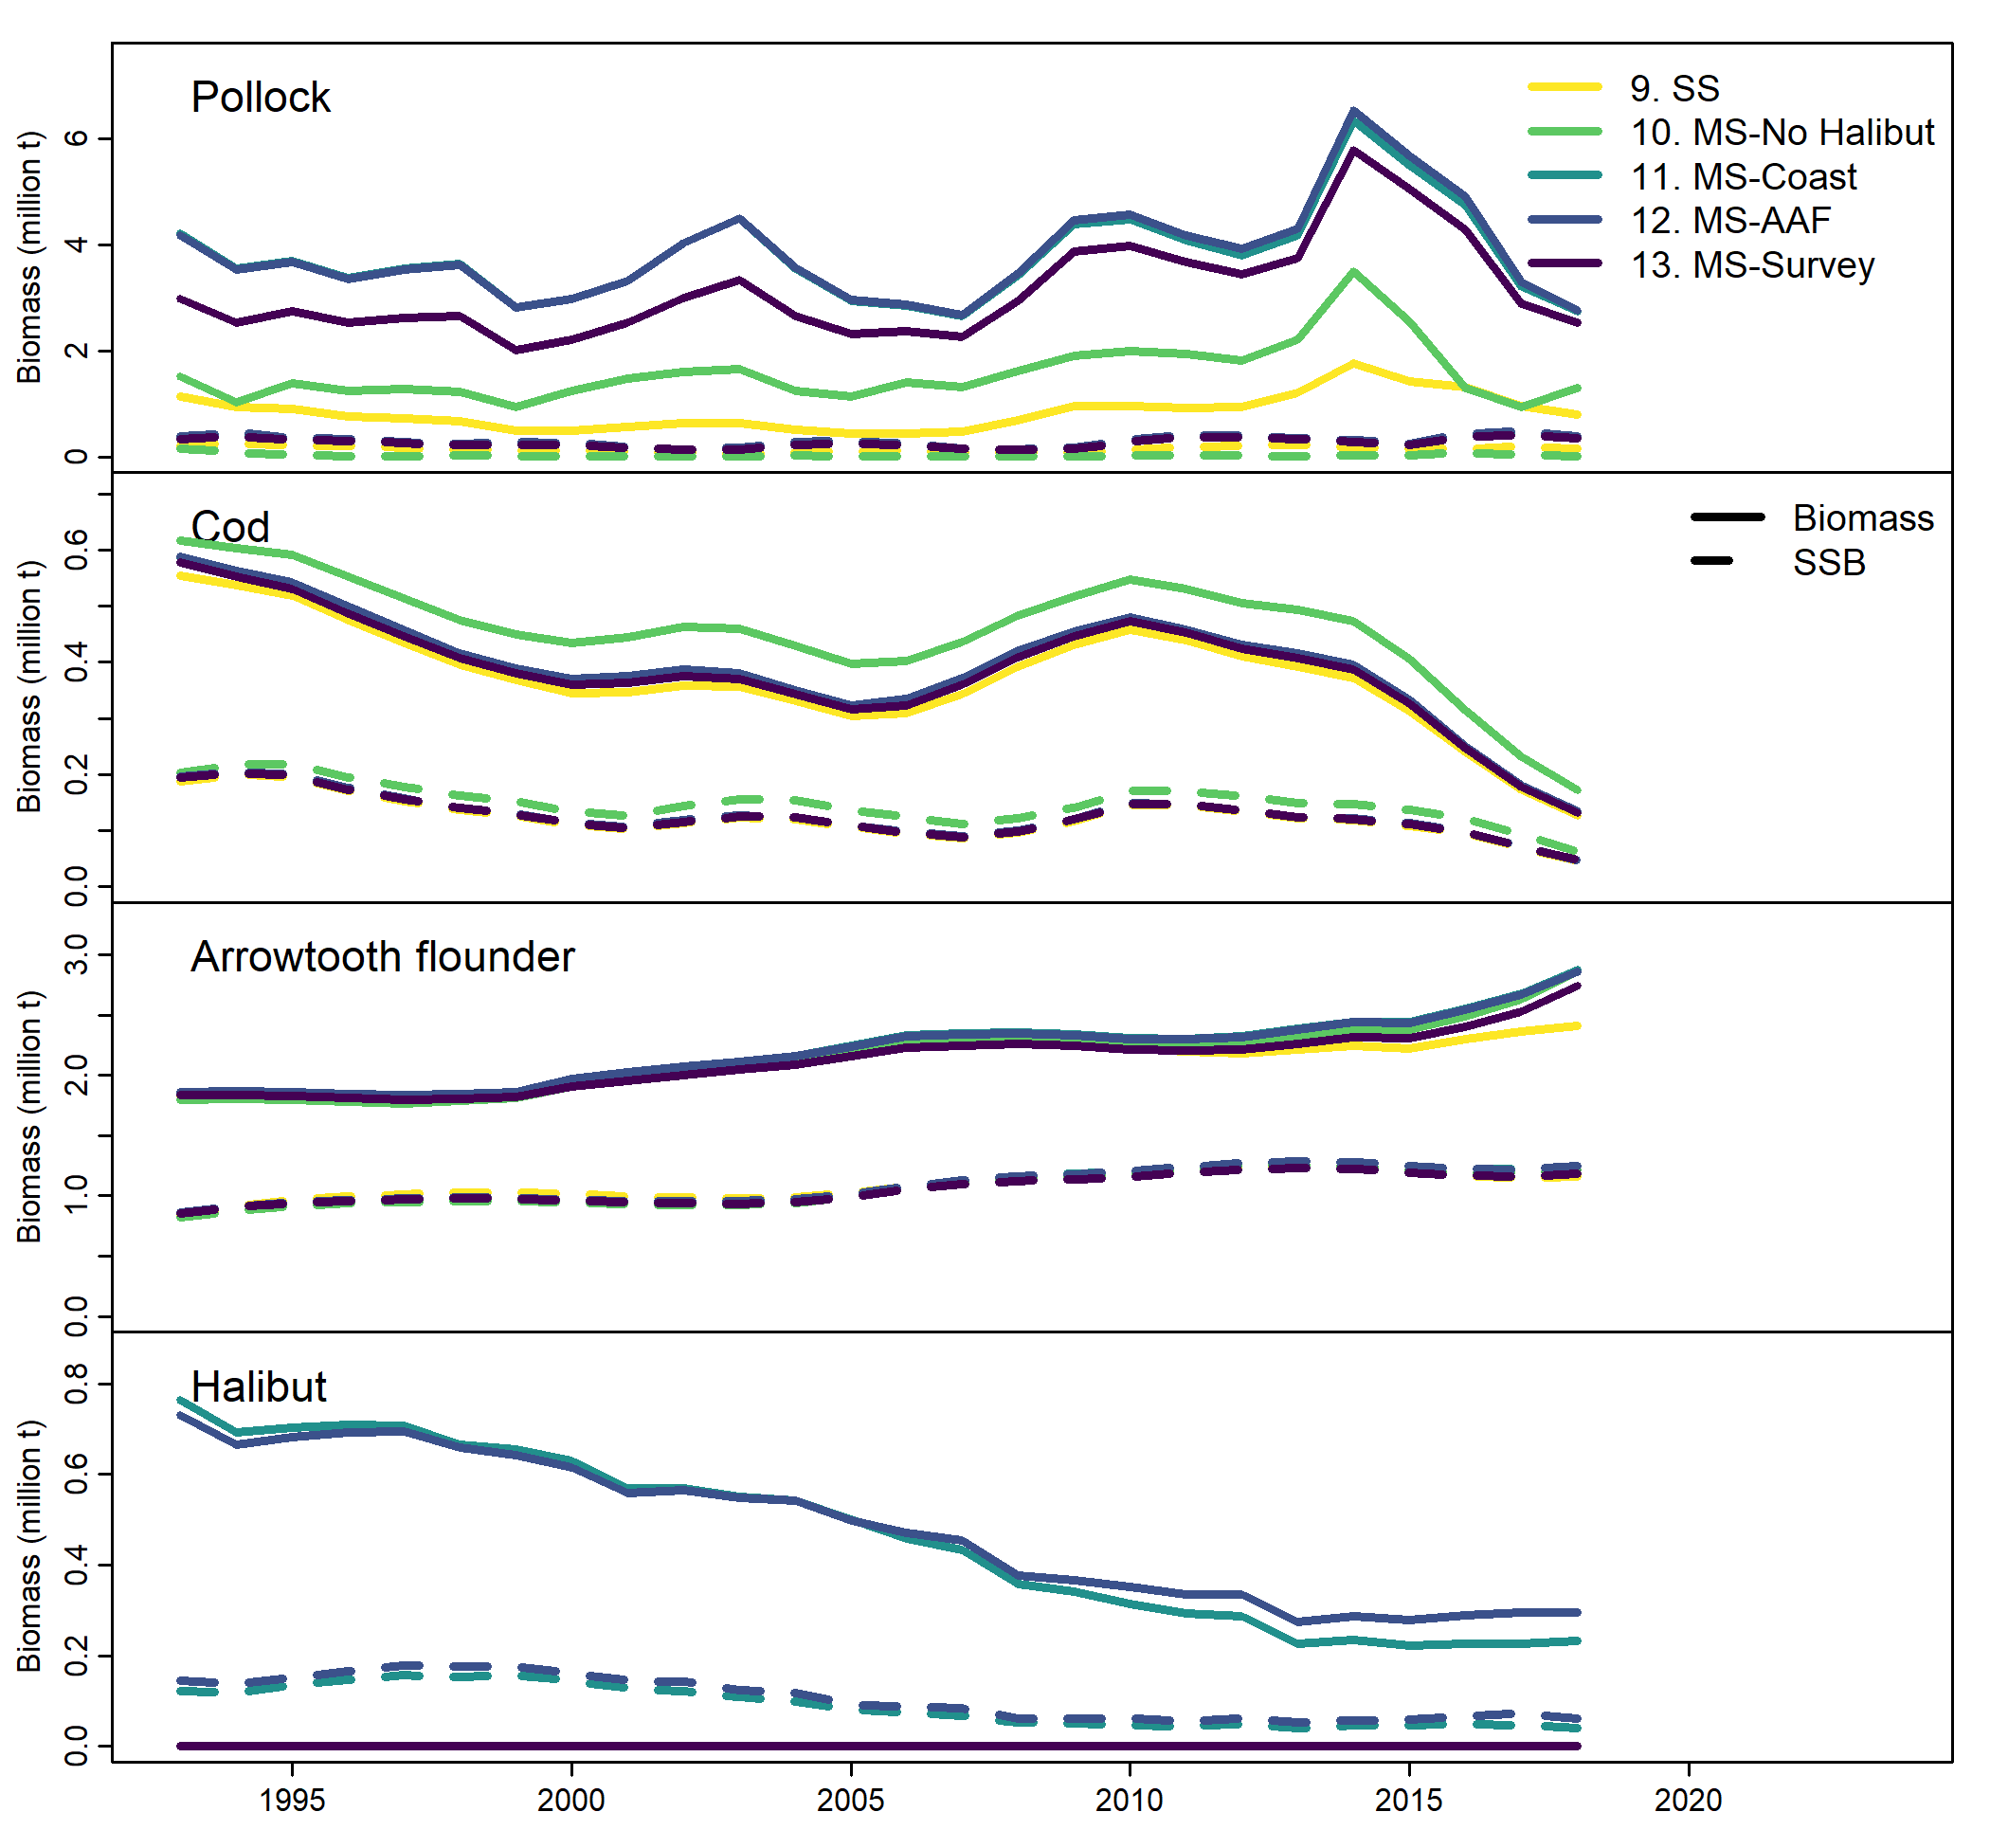 Pollock
9. SS
10. MS-No Halibut
11. MS-Coast
12. MS-AAF
13. MS-Survey
Biomass (million t)
6
4
2
0
Cod
Biomass
SSB
Biomass (million t)
0.6
0.4
0.2
0.0
Arrowtooth flounder
Biomass (million t)
3.0
2.0
1.0
0.0
Halibut
Biomass (million t)
0.8
0.6
0.4
0.2
0.0
1995 2000 2005 2010 2015 2020